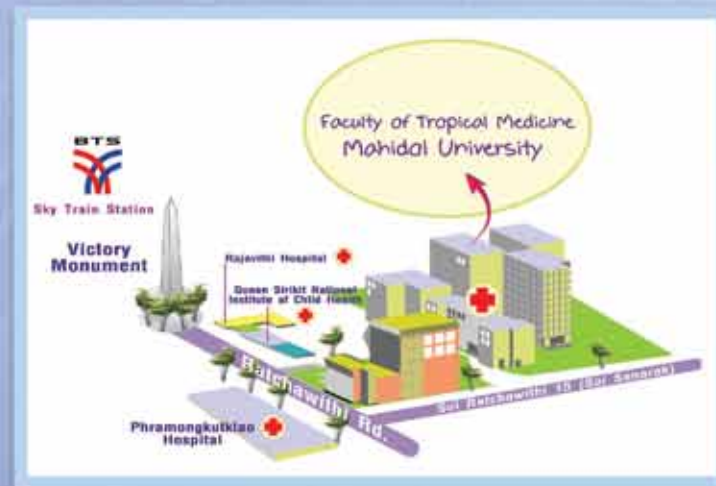 Faculty of Tropical Medicine
Mahidol University
BTS
Sky Train Station
Victory
Monument
Rajavithi Hospital
Queen Sirikit National
Institute of Child Health
Ratchawithi Rd.
Soi Ratchawithi 15 (Soi Senarak)
Phramongkutklao
Hospital